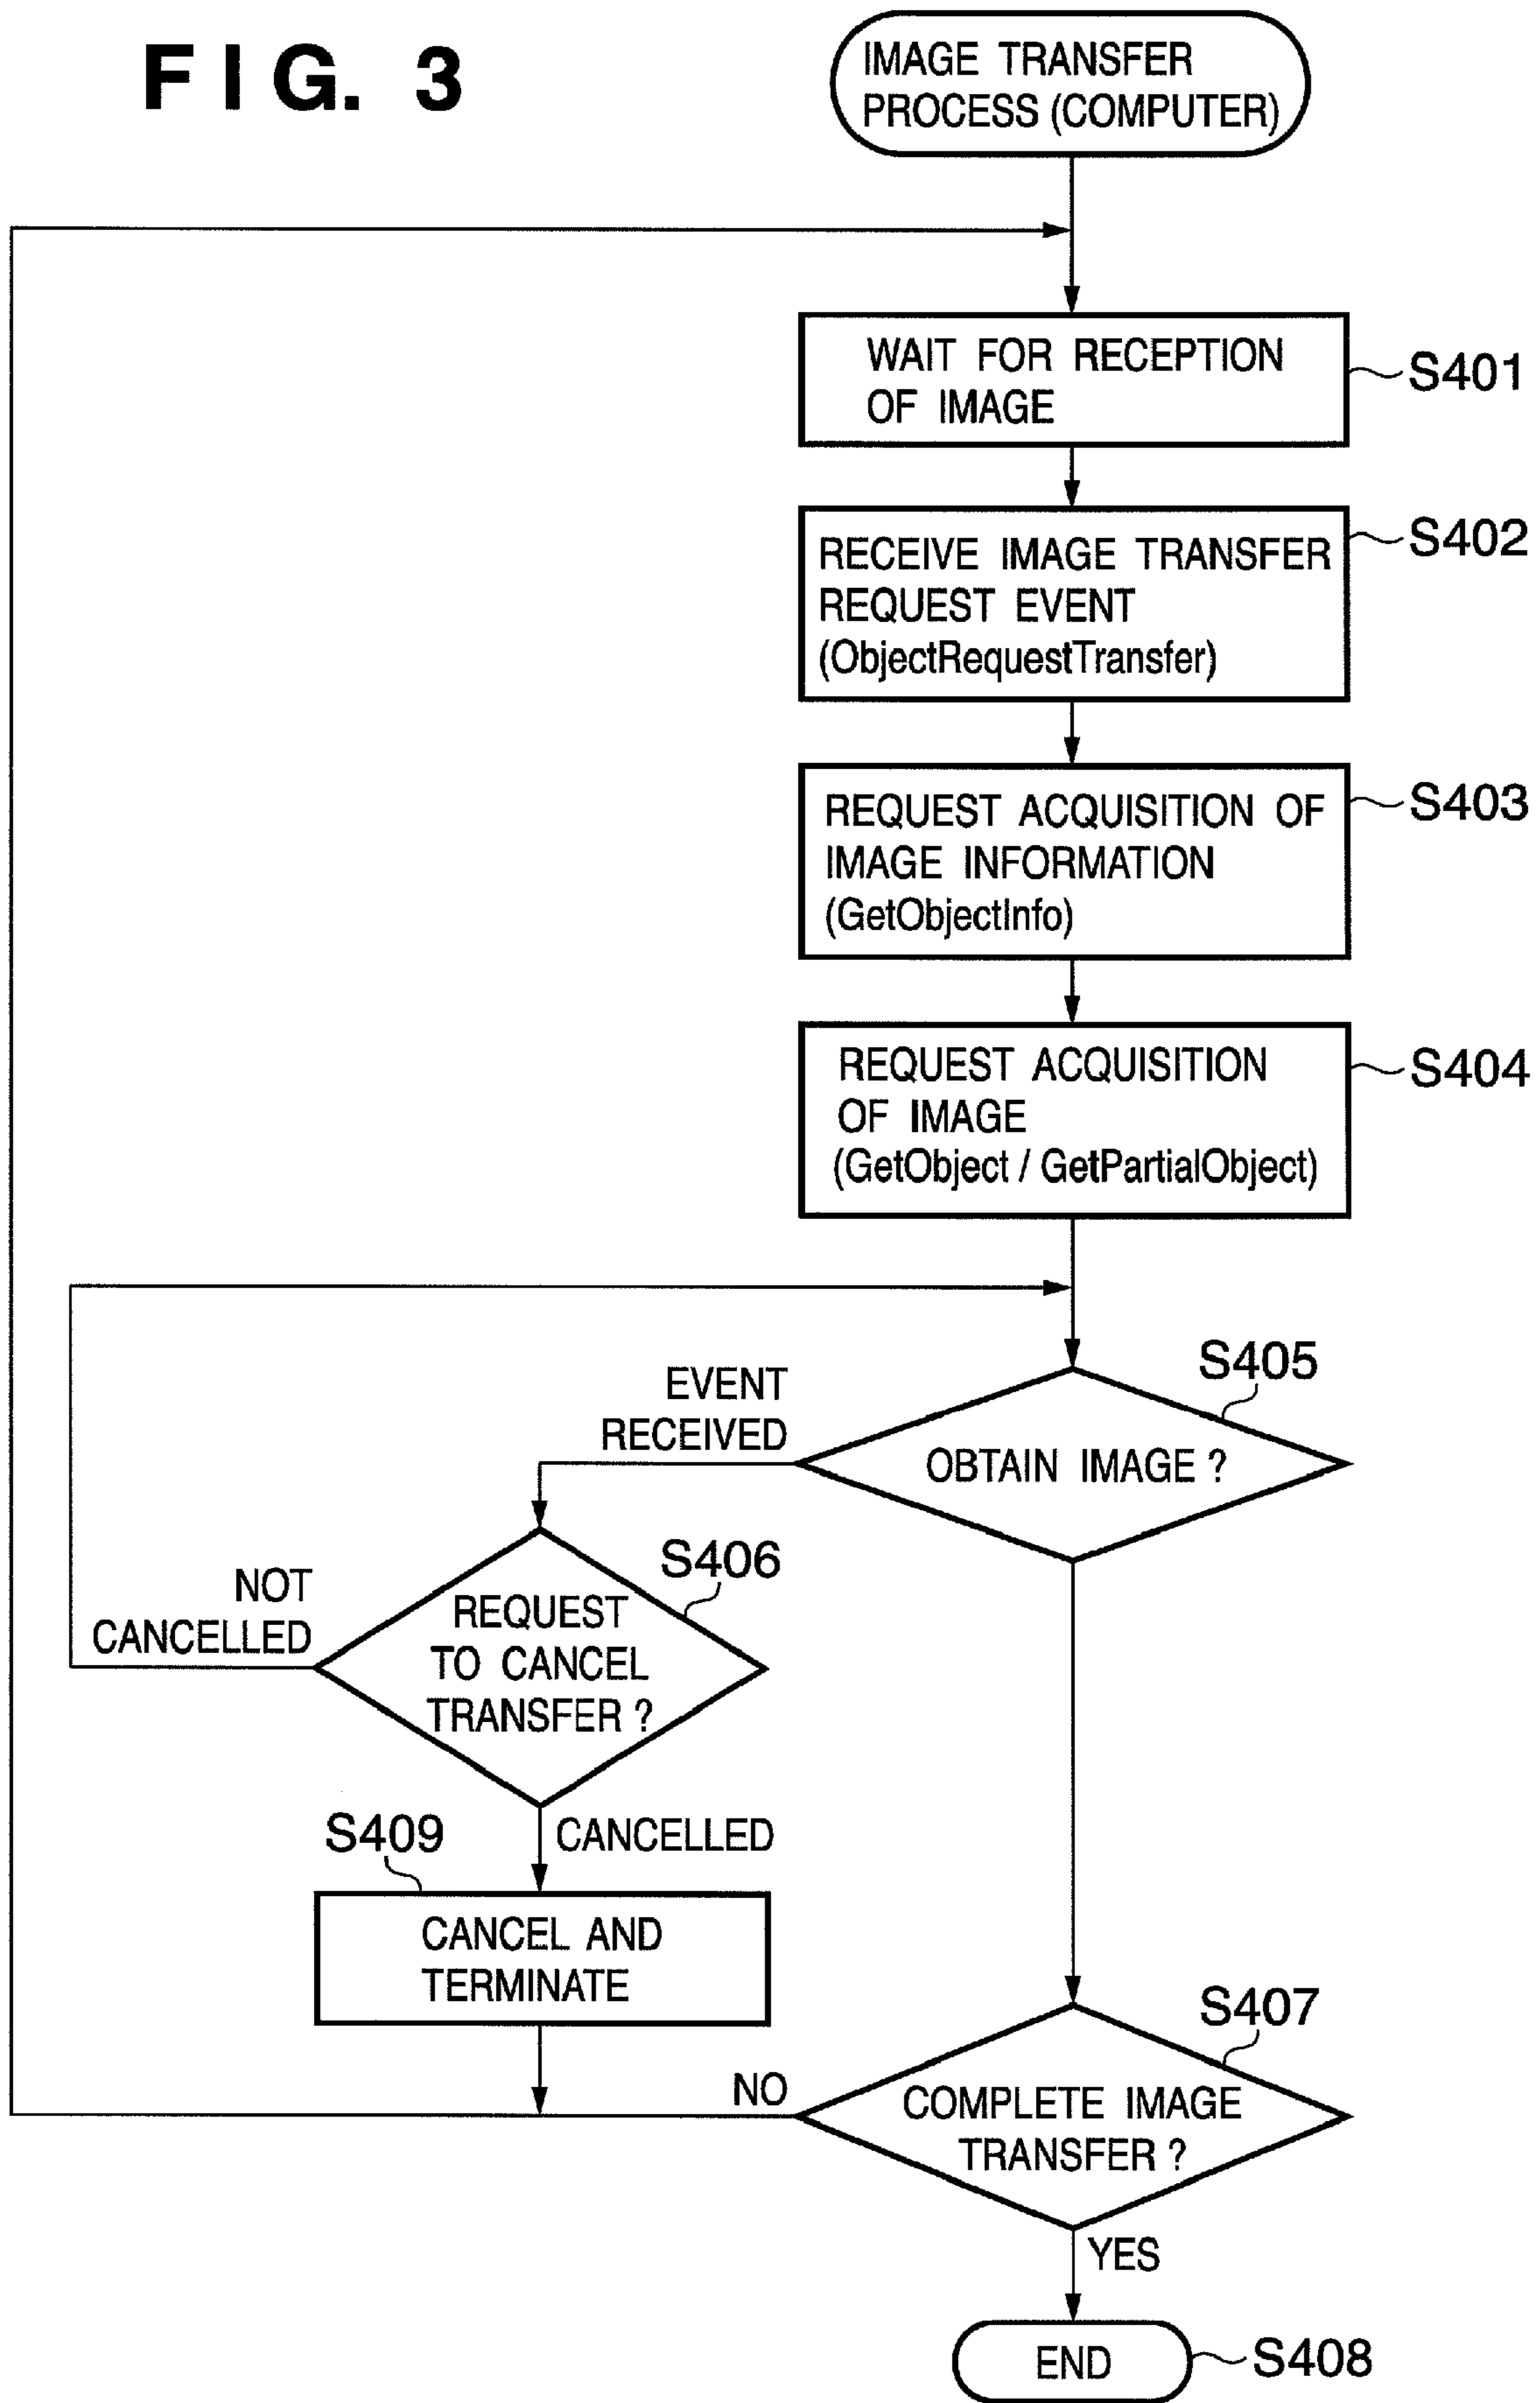 FIG. 3
IMAGE TRANSFER
PROCESS (COMPUTER)
WAIT FOR RECEPTION
OF IMAGE
S401
RECEIVE IMAGE TRANSFER
REQUEST EVENT
(ObjectRequestTransfer)
S402
REQUEST ACQUISITION OF
IMAGE INFORMATION
(GetObjectInfo)
S403
REQUEST ACQUISITION
OF IMAGE
(GetObject / GetPartialObject)
S404
S405
EVENT
RECEIVED
OBTAIN IMAGE ?
S406
NOT
CANCELLED
REQUEST
TO CANCEL
TRANSFER ?
S409
CANCELLED
CANCEL AND
TERMINATE
S407
NO
COMPLETE IMAGE
TRANSFER ?
YES
END
S408